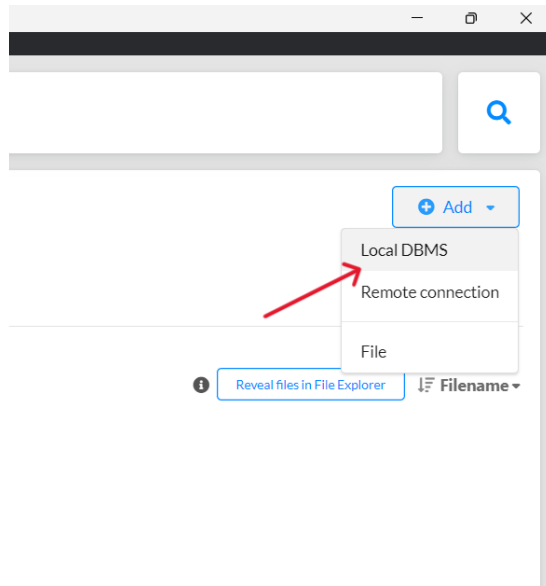 Add
Local DBMS
Remote connection
File
Reveal files in File Explorer
Filename